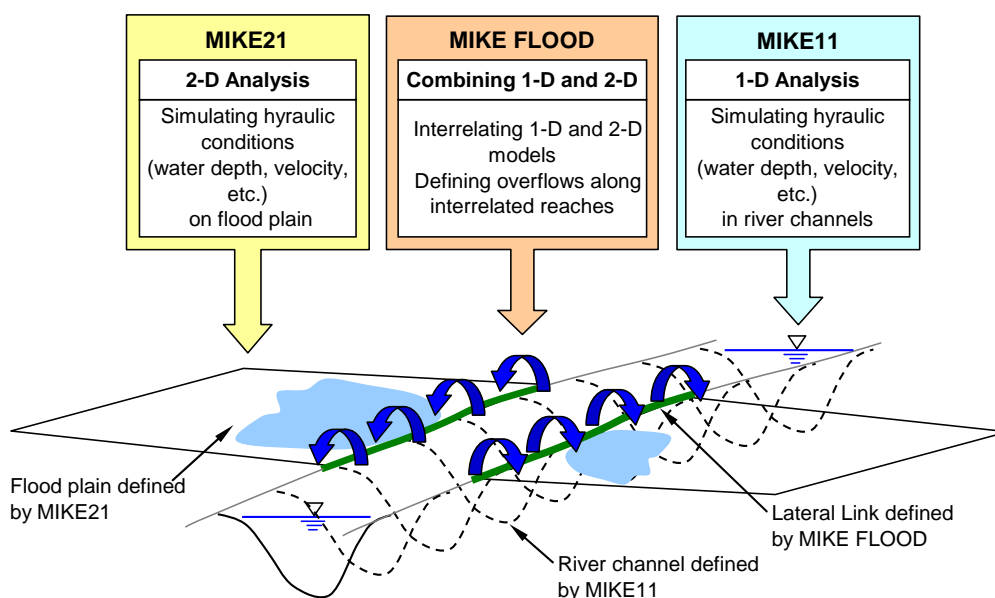 MIKE21
2-D Analysis
Simulating hyraulic
conditions
(water depth, velocity,
etc.)
on flood plain
MIKE FLOOD
Combining 1-D and 2-D
Interrelating 1-D and 2-D
models
Defining overflows along
interrelated reaches
MIKE11
1-D Analysis
Simulating hyraulic
conditions
(water depth, velocity,
etc.)
in river channels
Flood plain defined
by MIKE21
River channel defined
by MIKE11
Lateral Link defined
by MIKE FLOOD